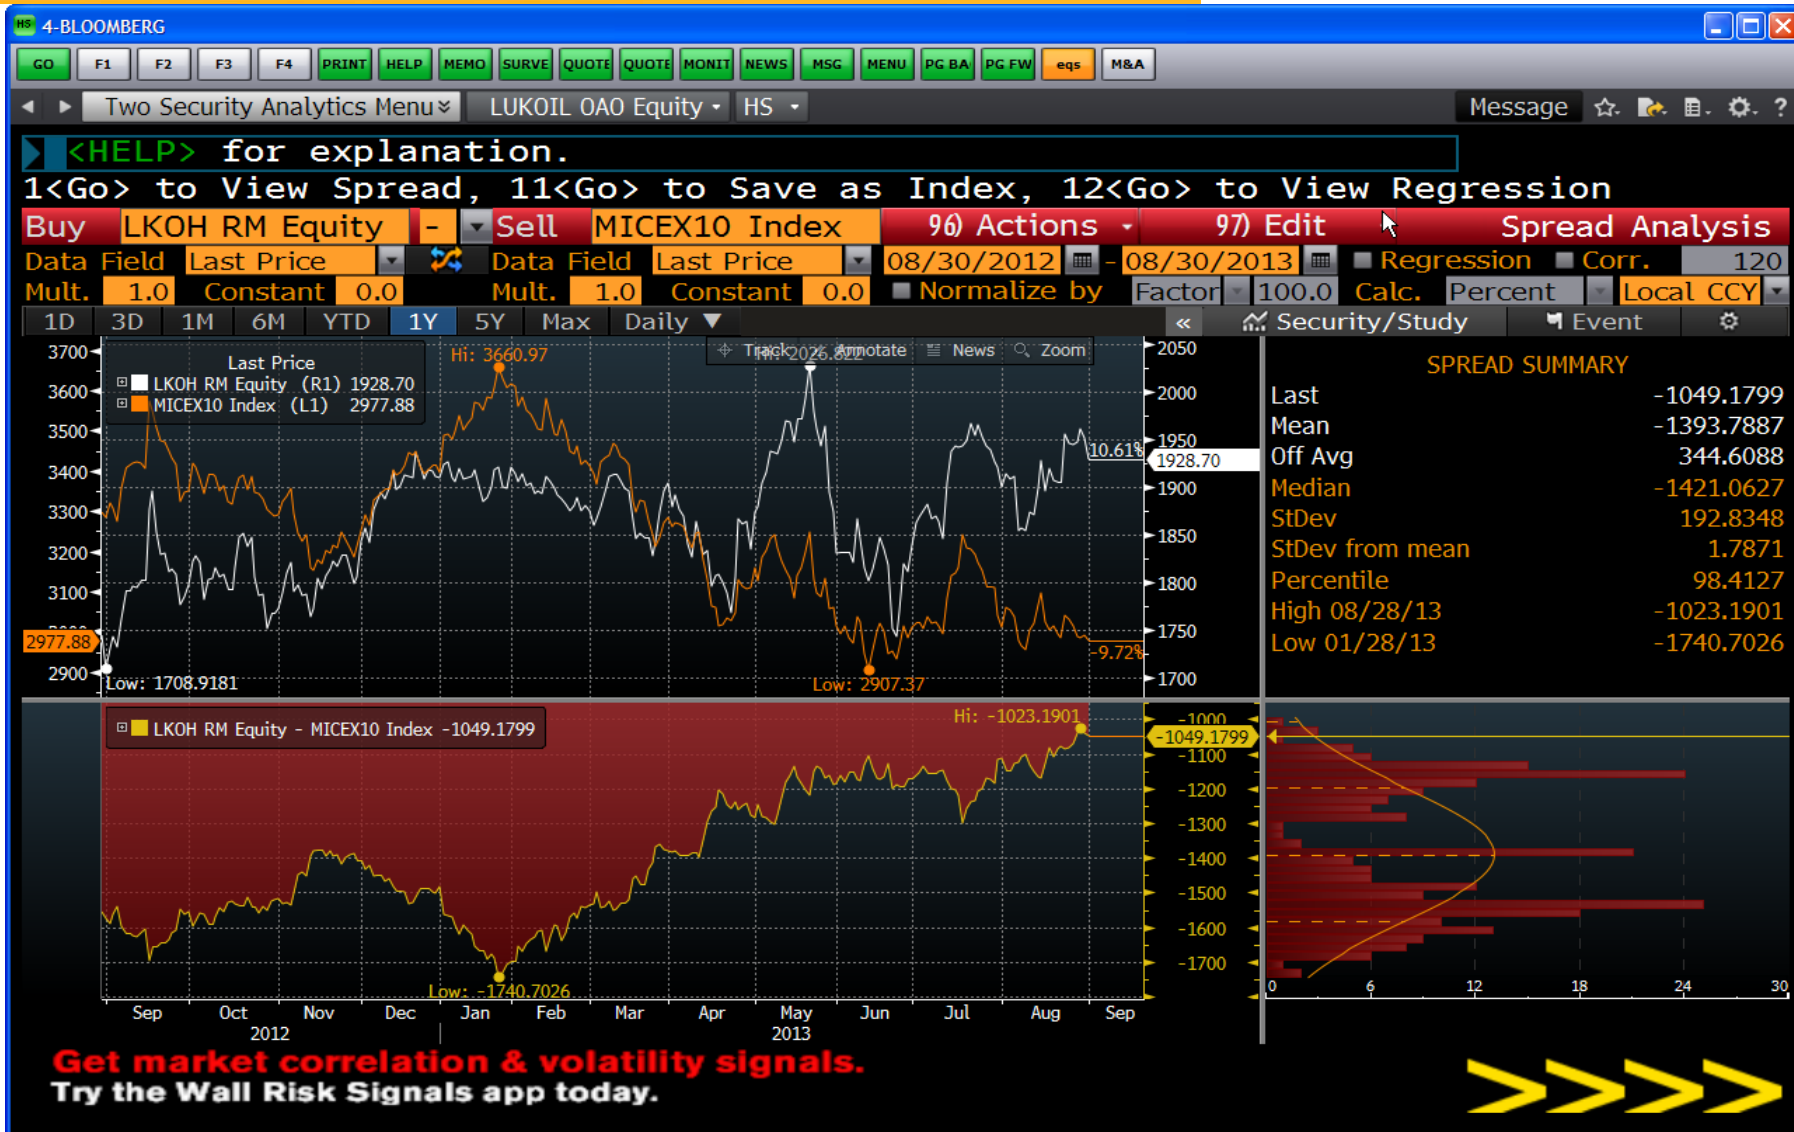 HS 4-BLOOMBERG
GO F1 F2 F3 F4 PRINT HELP MEMO SURVE QUOTE QUOTE MONIT NEWS MSG MENU PG BA PG FW eqs M&A
Two Security Analytics Menu LUKOIL OAO Equity HS Message ?
<HELP> for explanation.
1<Go> to View Spread, 11<Go> to Save as Index, 12<Go> to View Regression
Buy LKOH RM Equity - Sell MICEX10 Index 96) Actions 97) Edit Spread Analysis
Data Field Last Price Data Field Last Price 08/30/2012 - 08/30/2013 Regression Corr. 120
Mult. 1.0 Constant 0.0 Mult. 1.0 Constant 0.0 Normalize by Factor 100.0 Calc. Percent Local CCY
1D 3D 1M 6M YTD 1Y 5Y Max Daily ▼ « Security/Study Event
Track Annotate News Zoom
Hi: 2026.822
Hi: 3660.97
Last Price
LKOH RM Equity (R1) 1928.70
MICEX10 Index (L1) 2977.88
3700
3600
3500
3400
3300
3200
3100
2977.88
2900
Low: 1708.9181
Low: 2907.37
10.61%
-9.72%
2050
2000
1950
1928.70
1900
1850
1800
1750
1700
SPREAD SUMMARY
Last -1049.1799
Mean -1393.7887
Off Avg 344.6088
Median -1421.0627
StDev 192.8348
StDev from mean 1.7871
Percentile 98.4127
High 08/28/13 -1023.1901
Low 01/28/13 -1740.7026
LKOH RM Equity - MICEX10 Index -1049.1799
Hi: -1023.1901
Low: -1740.7026
-1000
-1049.1799
-1100
-1200
-1300
-1400
-1500
-1600
-1700
0 6 12 18 24 30
Sep Oct Nov Dec Jan Feb Mar Apr May Jun Jul Aug Sep
2012 2013
Get market correlation & volatility signals.
Try the Wall Risk Signals app today.
>>>>